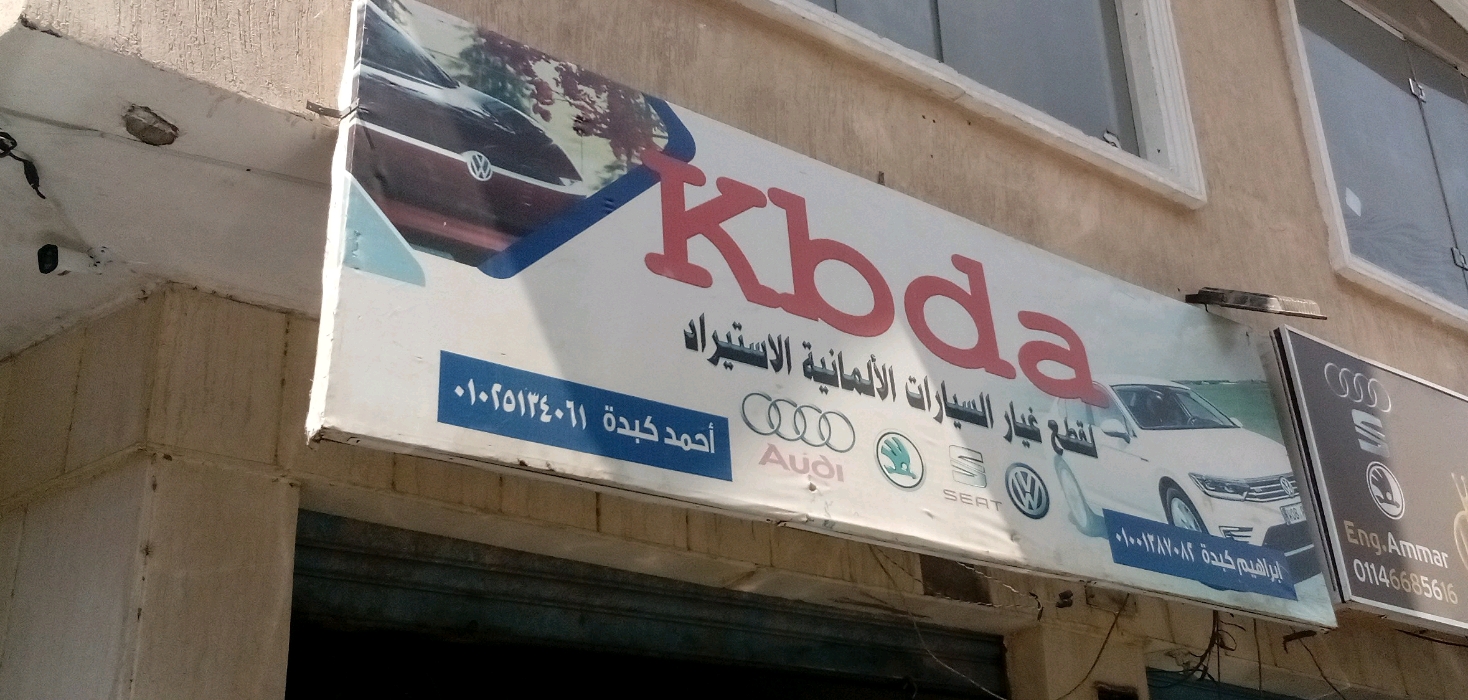 Kbda
لقطع غيار السيارات الألمانية الاستيراد
أحمد كبدة ٠١٠٢٥١٣٤٠٦١
Audi
SEAT
ابراهيم كبدة ٠١٠٠١٢٨٧٠٨٢
Eng.Ammar
01146685616